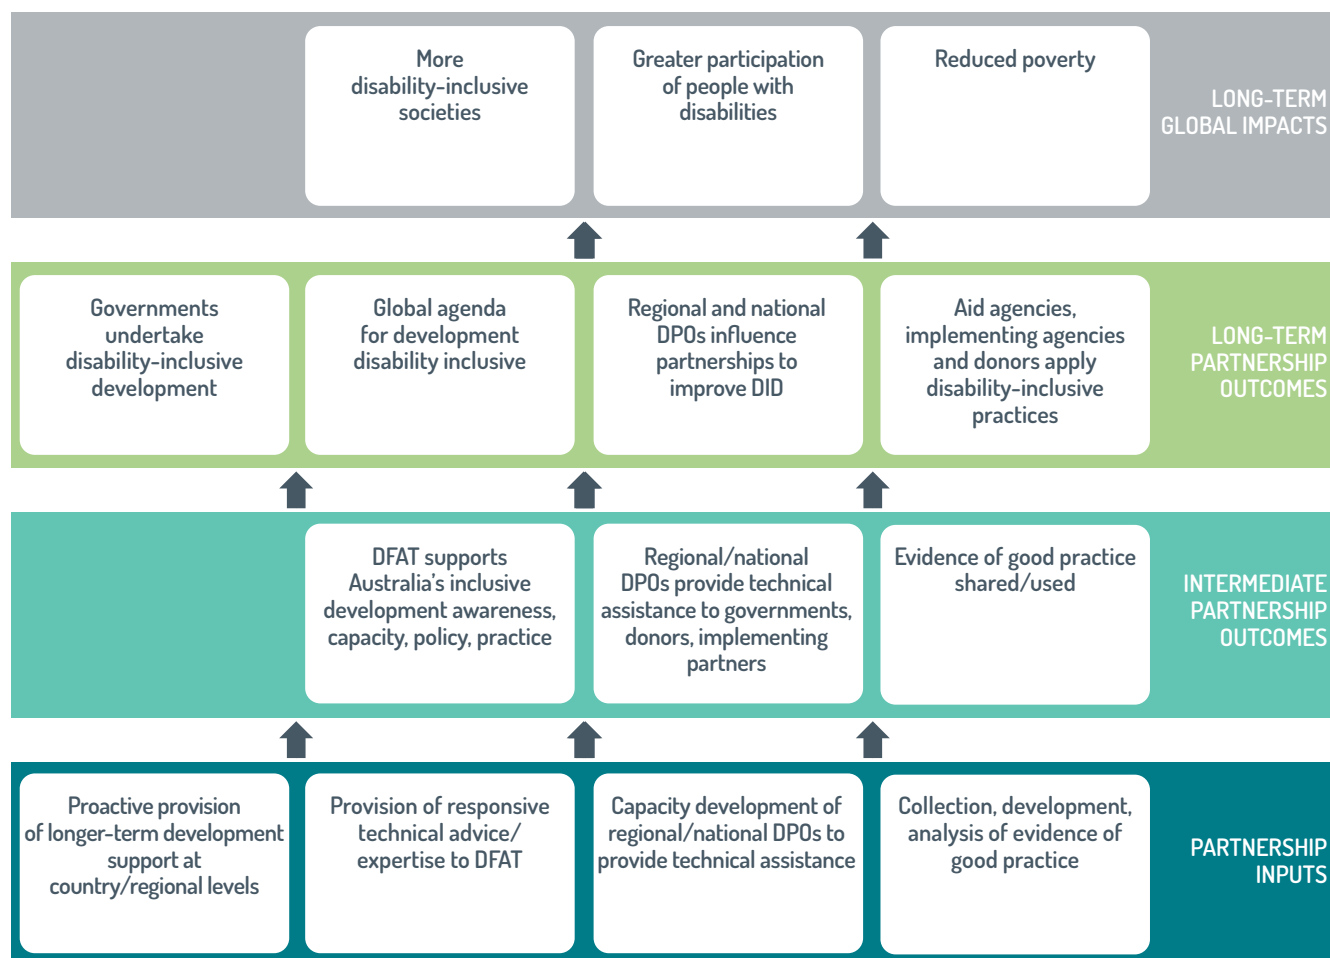 More
disability-inclusive
societies
Greater participation
of people with
disabilities
Reduced poverty
LONG-TERM
GLOBAL IMPACTS
Governments
undertake
disability-inclusive
development
Global agenda
for development
disability inclusive
Regional and national
DPOs influence
partnerships to
improve DID
Aid agencies,
implementing agencies
and donors apply
disability-inclusive
practices
LONG-TERM
PARTNERSHIP
OUTCOMES
DFAT supports
Australia's inclusive
development awareness,
capacity, policy, practice
Regional/national
DPOs provide technical
assistance to governments,
donors, implementing
partners
Evidence of good practice
shared/used
INTERMEDIATE
PARTNERSHIP
OUTCOMES
Proactive provision
of longer-term development
support at
country/regional levels
Provision of responsive
technical advice/
expertise to DFAT
Capacity development of
regional/national DPOs to
provide technical assistance
Collection, development,
analysis of evidence of
good practice
PARTNERSHIP
INPUTS